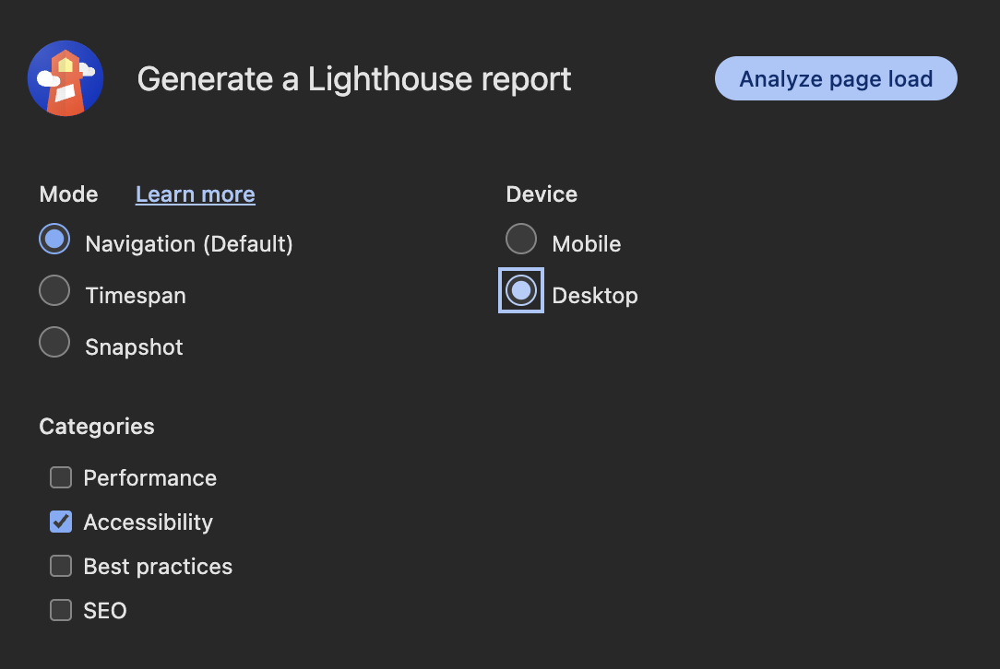 Generate a Lighthouse report
Analyze page load
Mode Learn more
Navigation (Default)
Timespan
Snapshot
Device
Mobile
Desktop
Categories
Performance
Accessibility
Best practices
SEO